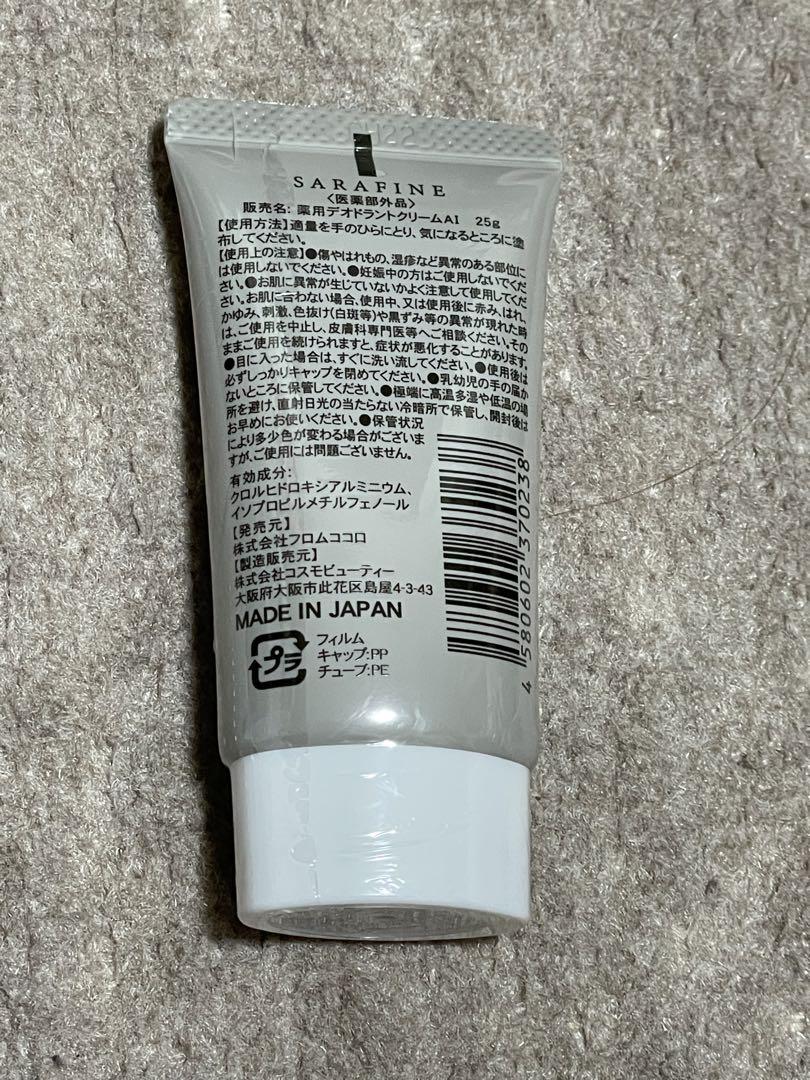 SARAFINE
〈医薬部外品〉
販売名: 薬用デオドラントクリームAI 25g
【使用方法】適量を手のひらにとり、気になるところに塗
布してください。
【使用上の注意】●傷やはれもの、湿疹など異常のある部位に
は使用しないでください。●妊娠中の方はご使用しないでくだ
さい。●お肌に異常が生じていないかよく注意して使用してくだ
さい。お肌に合わない場合、使用中、又は使用後に赤み、はれ、
かゆみ、刺激、色抜け(白斑等)や黒ずみ等の異常が現れた時
は、ご使用を中止し、皮膚科専門医等へご相談ください。その
ままご使用を続けられますと、症状が悪化することがあります。
●目に入った場合は、すぐに洗い流してください。●使用後は
必ずしっかりキャップを閉めてください。●乳幼児の手の届か
ないところに保管してください。●極端に高温多湿や低温の場
所を避け、直射日光の当たらない冷暗所で保管し、開封後は
お早めにお使いください。●保管状況
により多少色が変わる場合がございま
すが、ご使用には問題ございません。
有効成分:
クロルヒドロキシアルミニウム、
イソプロピルメチルフェノール
【発売元】
株式会社フロムココロ
【製造販売元】
株式会社コスモビューティー
大阪府大阪市此花区島屋4-3-43
MADE IN JAPAN
プラ
フィルム
キャップ:PP
チューブ:PE
4 580602 370238